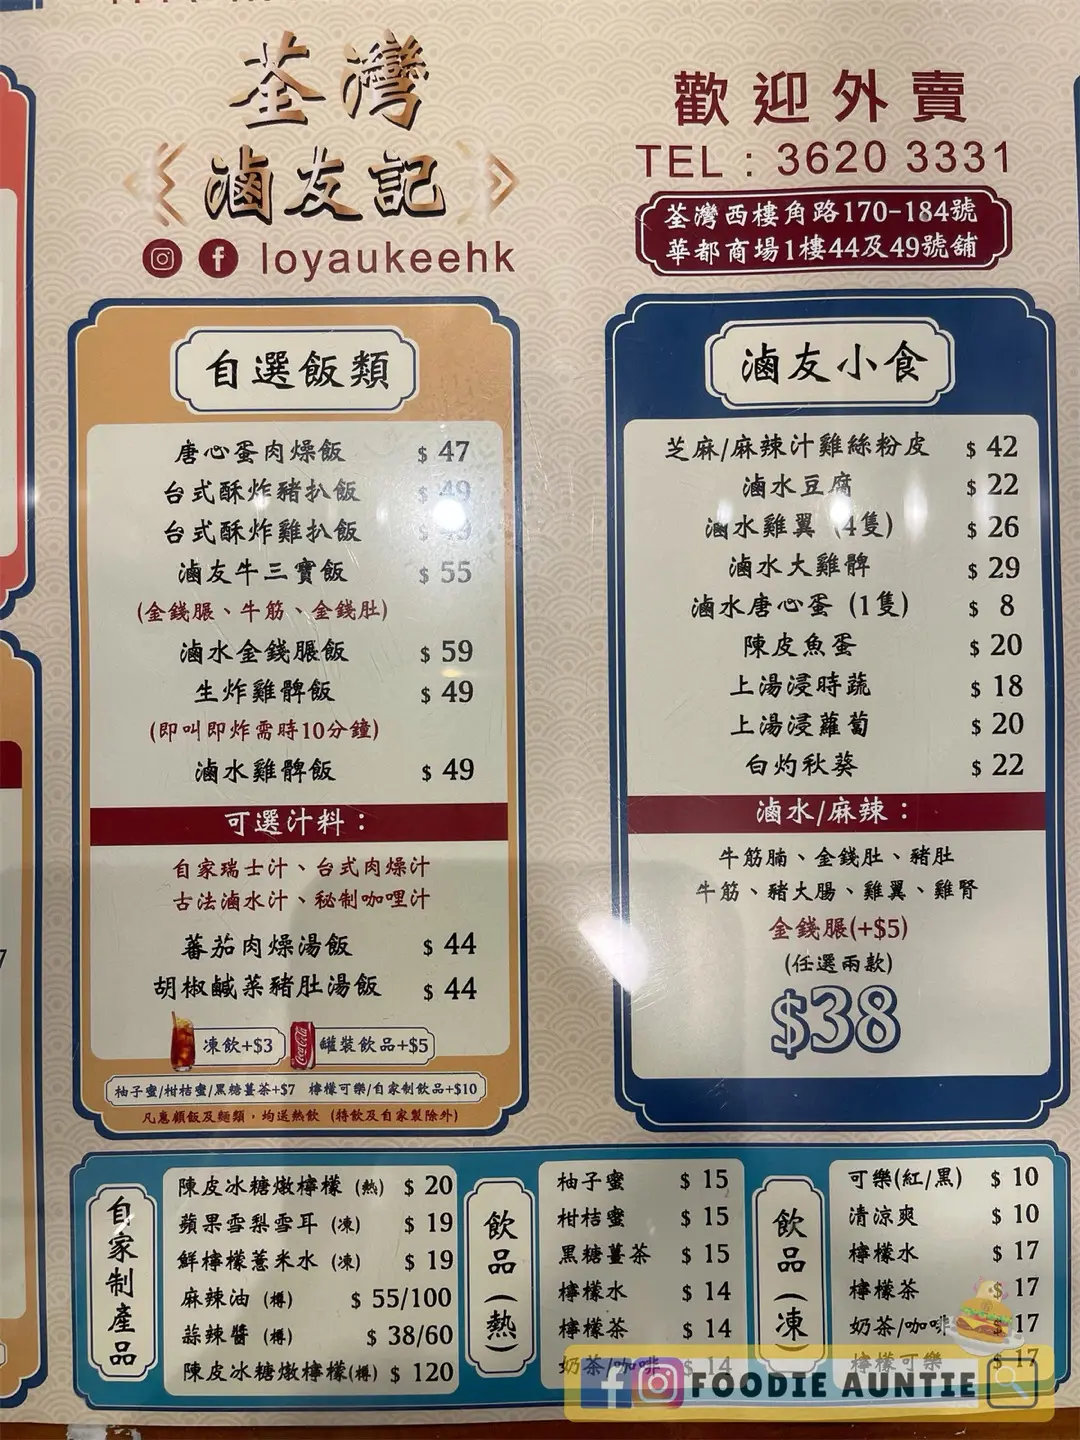 荃灣
滷友記
loyaukeehk
歡迎外賣
TEL : 3620 3331
荃灣西樓角路170-184號
華都商場1樓44及49號舖
自選飯類
唐心蛋肉燥飯 $ 47
台式酥炸豬扒飯 $ 49
台式酥炸雞扒飯 $ 49
滷友牛三寶飯 $ 55
(金錢腒、牛筋、金錢肚)
滷水金錢腒飯 $ 59
生炸雞髀飯 $ 49
(即叫即炸需時10分鐘)
滷水雞髀飯 $ 49
可選汁料：
自家瑞士汁、台式肉燥汁
古法滷水汁、秘制咖哩汁
蕃茄肉燥湯飯 $ 44
胡椒鹹菜豬肚湯飯 $ 44
凍飲+$3
Coca-Cola
罐裝飲品+$5
柚子蜜/柑桔蜜/黑糖薑茶+$7 檸檬可樂/自家制飲品+$10
凡惠顧飯及麵類，均送熱飲 (特飲及自家製除外)
滷友小食
芝麻/麻辣汁雞絲粉皮 $ 42
滷水豆腐 $ 22
滷水雞翼 (4隻) $ 26
滷水大雞髀 $ 29
滷水唐心蛋 (1隻) $ 8
陳皮魚蛋 $ 20
上湯浸時蔬 $ 18
上湯浸蘿蔔 $ 20
白灼秋葵 $ 22
滷水/麻辣：
牛筋腩、金錢肚、豬肚
牛筋、豬大腸、雞翼、雞腎
金錢腒(+$5)
(任選兩款)
$38
自家制產品
陳皮冰糖燉檸檬 (熱) $ 20
蘋果雪梨雪耳 (凍) $ 19
鮮檸檬薏米水 (凍) $ 19
麻辣油 (樽) $ 55/100
蒜辣醬 (樽) $ 38/60
陳皮冰糖燉檸檬(樽) $ 120
飲品(熱)
柚子蜜 $ 15
柑桔蜜 $ 15
黑糖薑茶 $ 15
檸檬水 $ 14
檸檬茶 $ 14
奶茶/咖啡 $ 14
飲品(凍)
可樂(紅/黑) $ 10
清涼爽 $ 10
檸檬水 $ 17
檸檬茶 $ 17
奶茶/咖啡 $ 17
檸檬可樂 $ 17
FOODIE AUNTIE